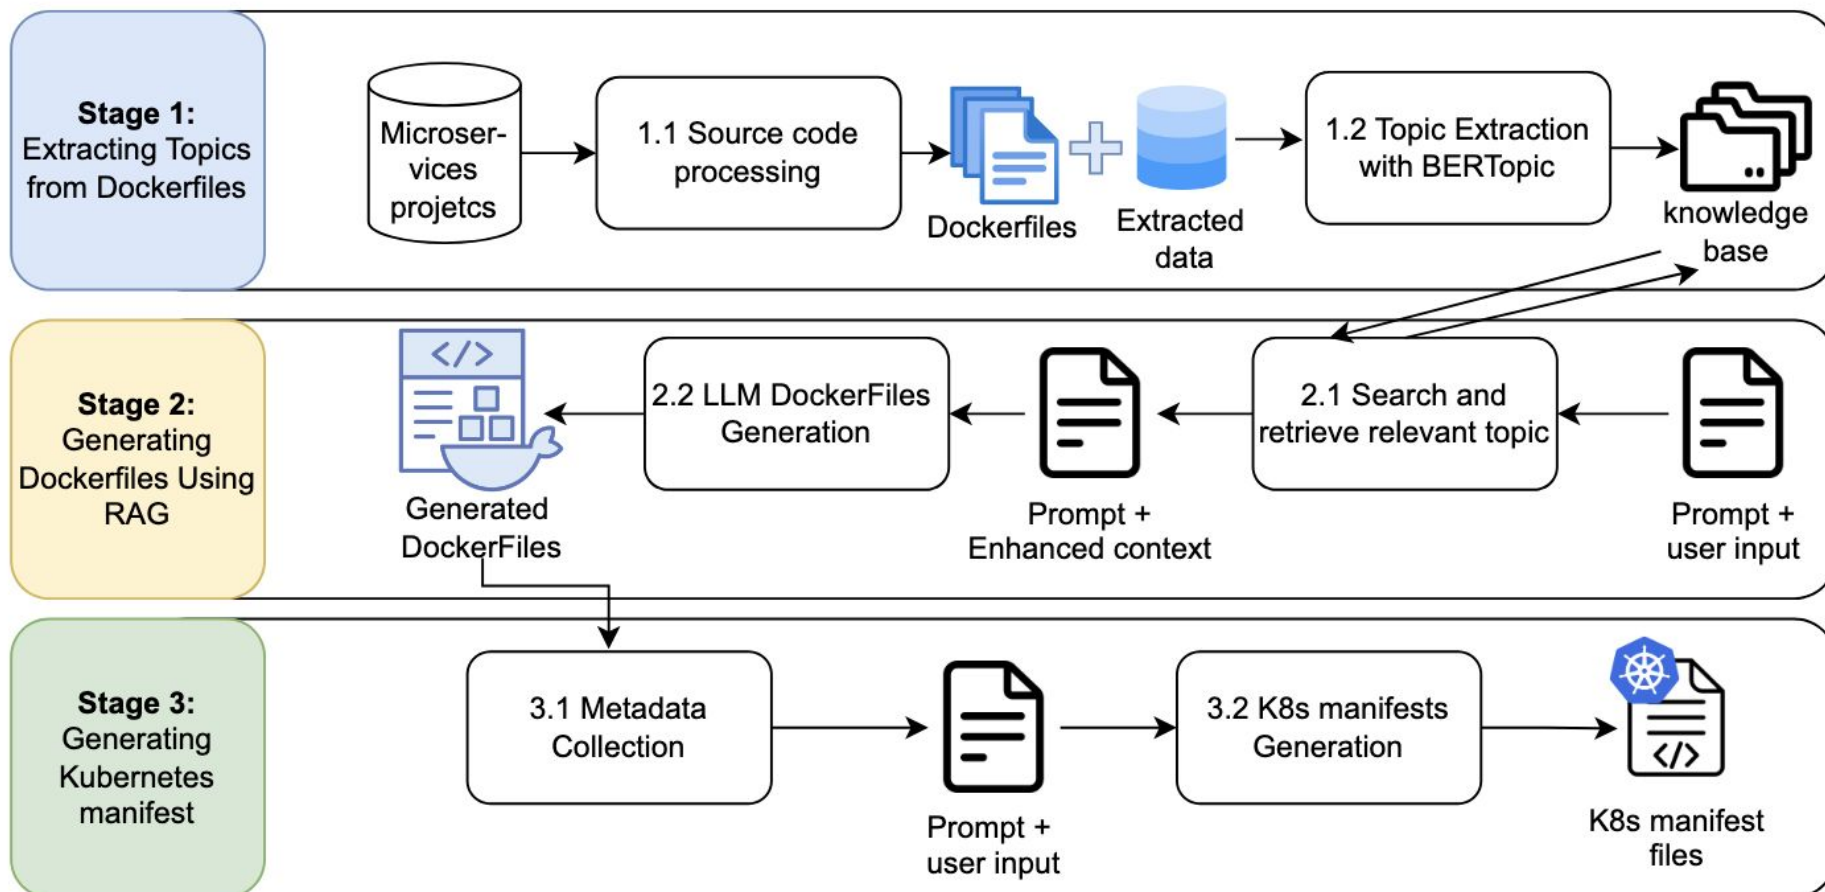 Stage 1:
Extracting Topics
from Dockerfiles
Microser-
vices
projetcs
1.1 Source code
processing
Dockerfiles
Extracted
data
1.2 Topic Extraction
with BERTopic
knowledge
base
Stage 2:
Generating
Dockerfiles Using
RAG
</>
Generated
DockerFiles
2.2 LLM DockerFiles
Generation
Prompt +
Enhanced context
2.1 Search and
retrieve relevant topic
Prompt +
user input
Stage 3:
Generating
Kubernetes
manifest
3.1 Metadata
Collection
Prompt +
user input
3.2 K8s manifests
Generation
</>
K8s manifest
files